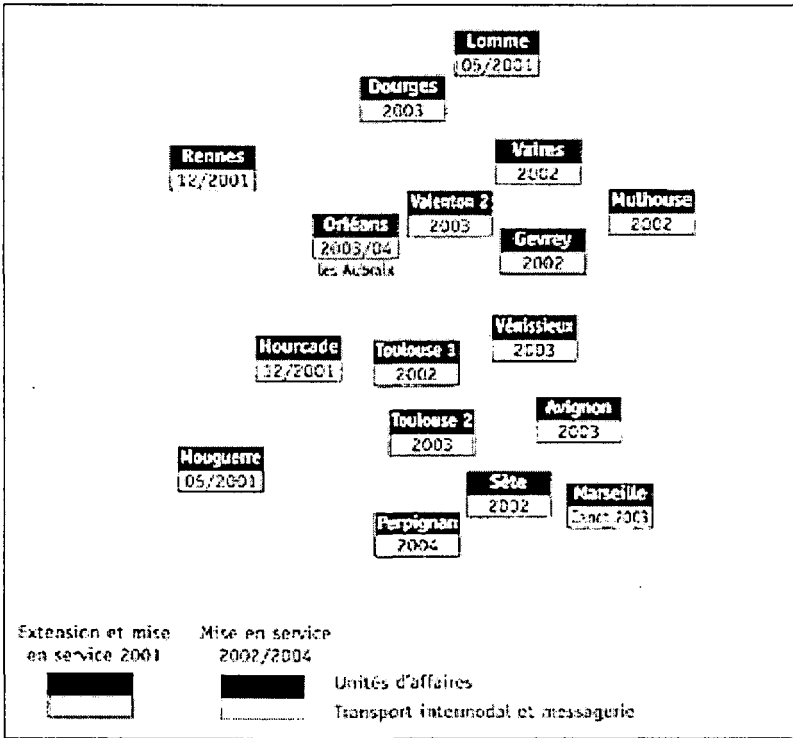 Lomme
05/2001
Dourges
2003
Rennes
12/2001
Vaires
2002
Valenton 2
2003
Mulhouse
2002
Orléans
2003/04
les Aubrais
Gevrey
2002
Vénissieux
2003
Hourcade
12/2001
Toulouse 1
2002
Avignon
2003
Toulouse 2
2003
Mouguerre
05/2001
Sète
2002
Marseille
Canet 2003
Perpignan
2004
Extension et mise
en service 2001
Mise en service
2002/2004
Unités d'affaires
Transport intermodal et messagerie